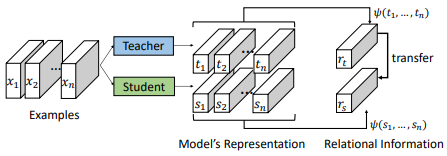 ψ(t₁, ..., tₙ)
Teacher
Student
x₁ x₂ ... xₙ
t₁ t₂ ... tₙ
s₁ s₂ ... sₙ
rₜ
transfer
rₛ
ψ(s₁, ..., sₙ)
Examples
Model's Representation
Relational Information